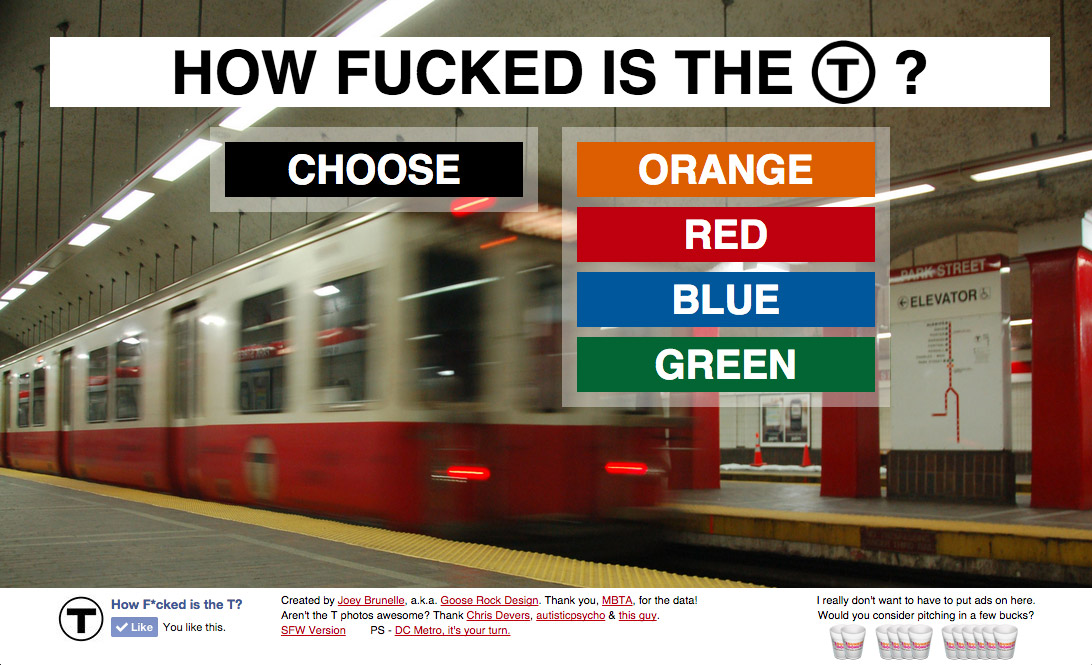 HOW FUCKED IS THE T ?
CHOOSE
ORANGE
RED
BLUE
GREEN
PARK STREET
ELEVATOR
T
How F*cked is the T?
Like You like this.
Created by Joey Brunelle, a.k.a. Goose Rock Design. Thank you, MBTA, for the data!
Aren't the T photos awesome? Thank Chris Devers, autisticpsycho & this guy.
SFW Version PS - DC Metro, it's your turn.
I really don't want to have to put ads on here.
Would you consider pitching in a few bucks?